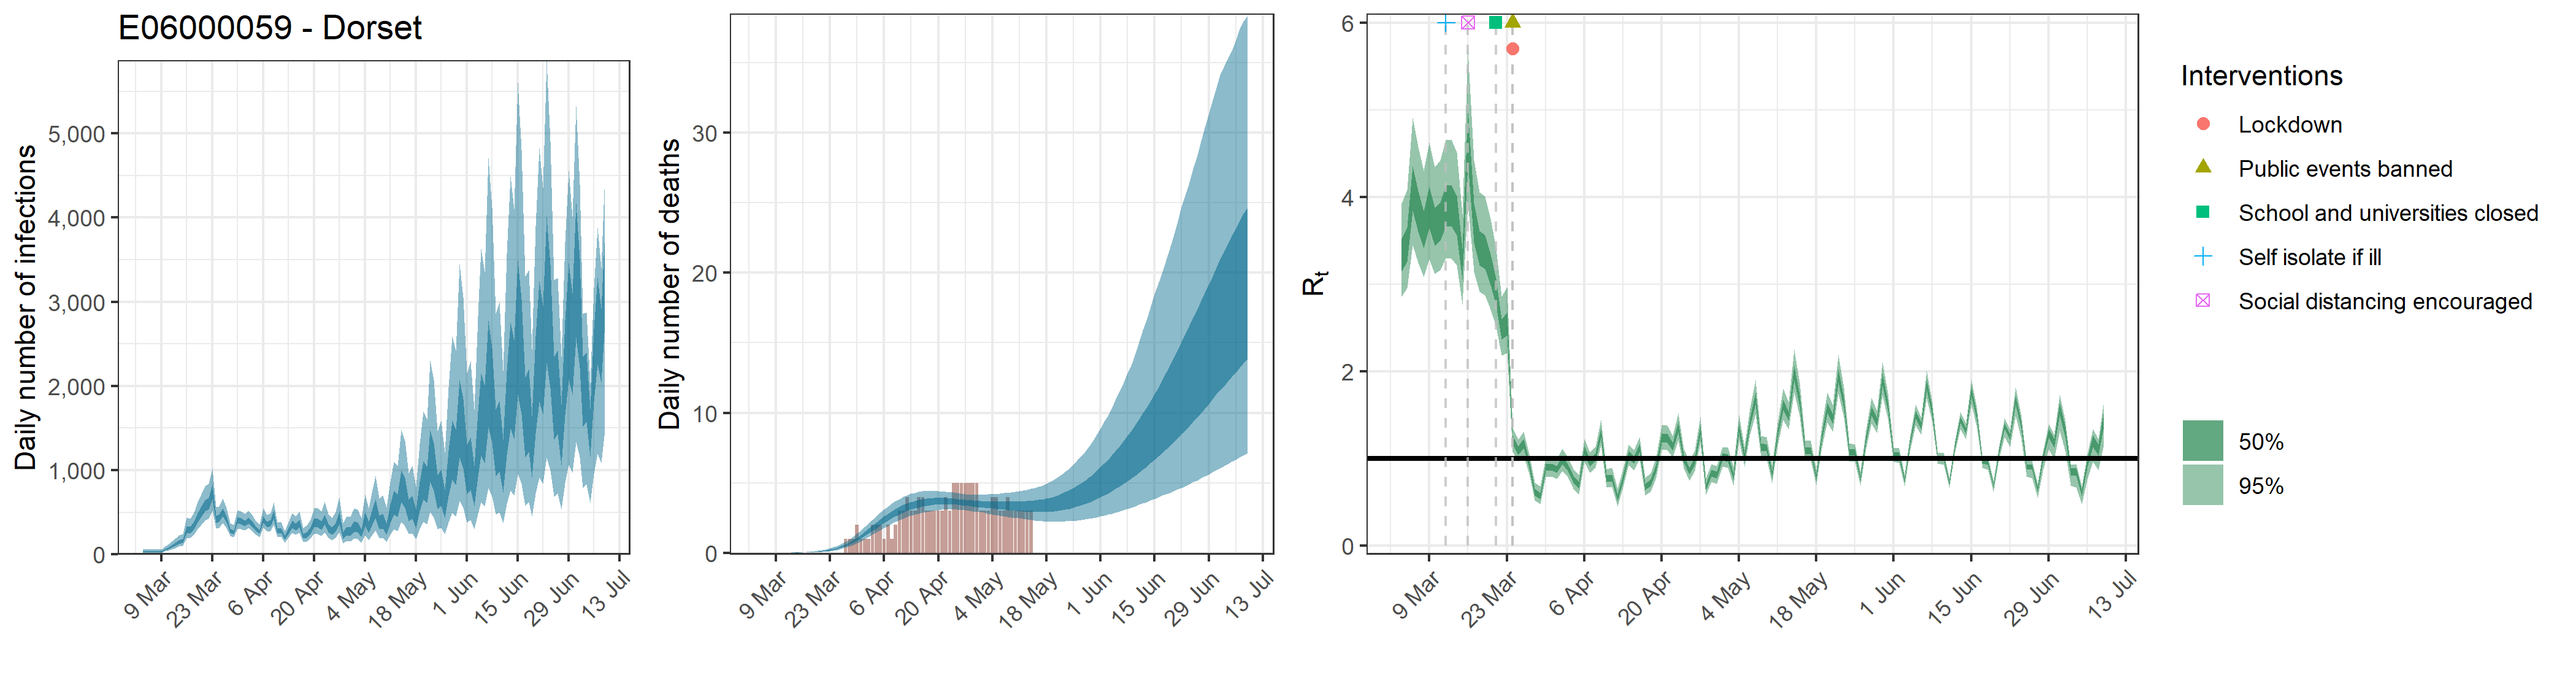 E06000059 - Dorset
Daily number of infections
5,000
4,000
3,000
2,000
1,000
0
9 Mar
23 Mar
6 Apr
20 Apr
4 May
18 May
1 Jun
15 Jun
29 Jun
13 Jul
Daily number of deaths
30
20
10
0
9 Mar
23 Mar
6 Apr
20 Apr
4 May
18 May
1 Jun
15 Jun
29 Jun
13 Jul
Rt
6
4
2
0
9 Mar
23 Mar
6 Apr
20 Apr
4 May
18 May
1 Jun
15 Jun
29 Jun
13 Jul
Interventions
Lockdown
Public events banned
School and universities closed
Self isolate if ill
Social distancing encouraged
50%
95%